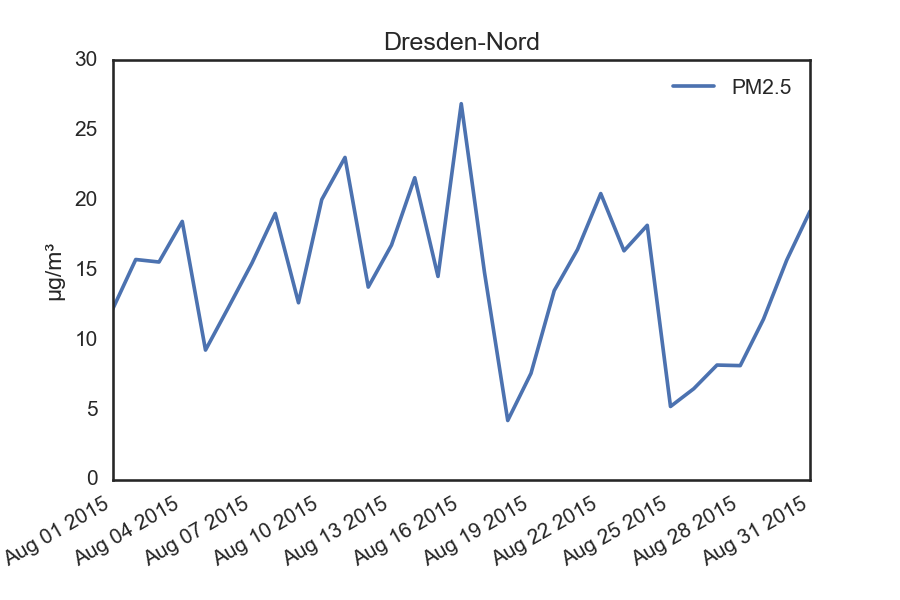 Dresden-Nord
30
25
20
15
10
5
0
µg/m³
PM2.5
Aug 01 2015
Aug 04 2015
Aug 07 2015
Aug 10 2015
Aug 13 2015
Aug 16 2015
Aug 19 2015
Aug 22 2015
Aug 25 2015
Aug 28 2015
Aug 31 2015